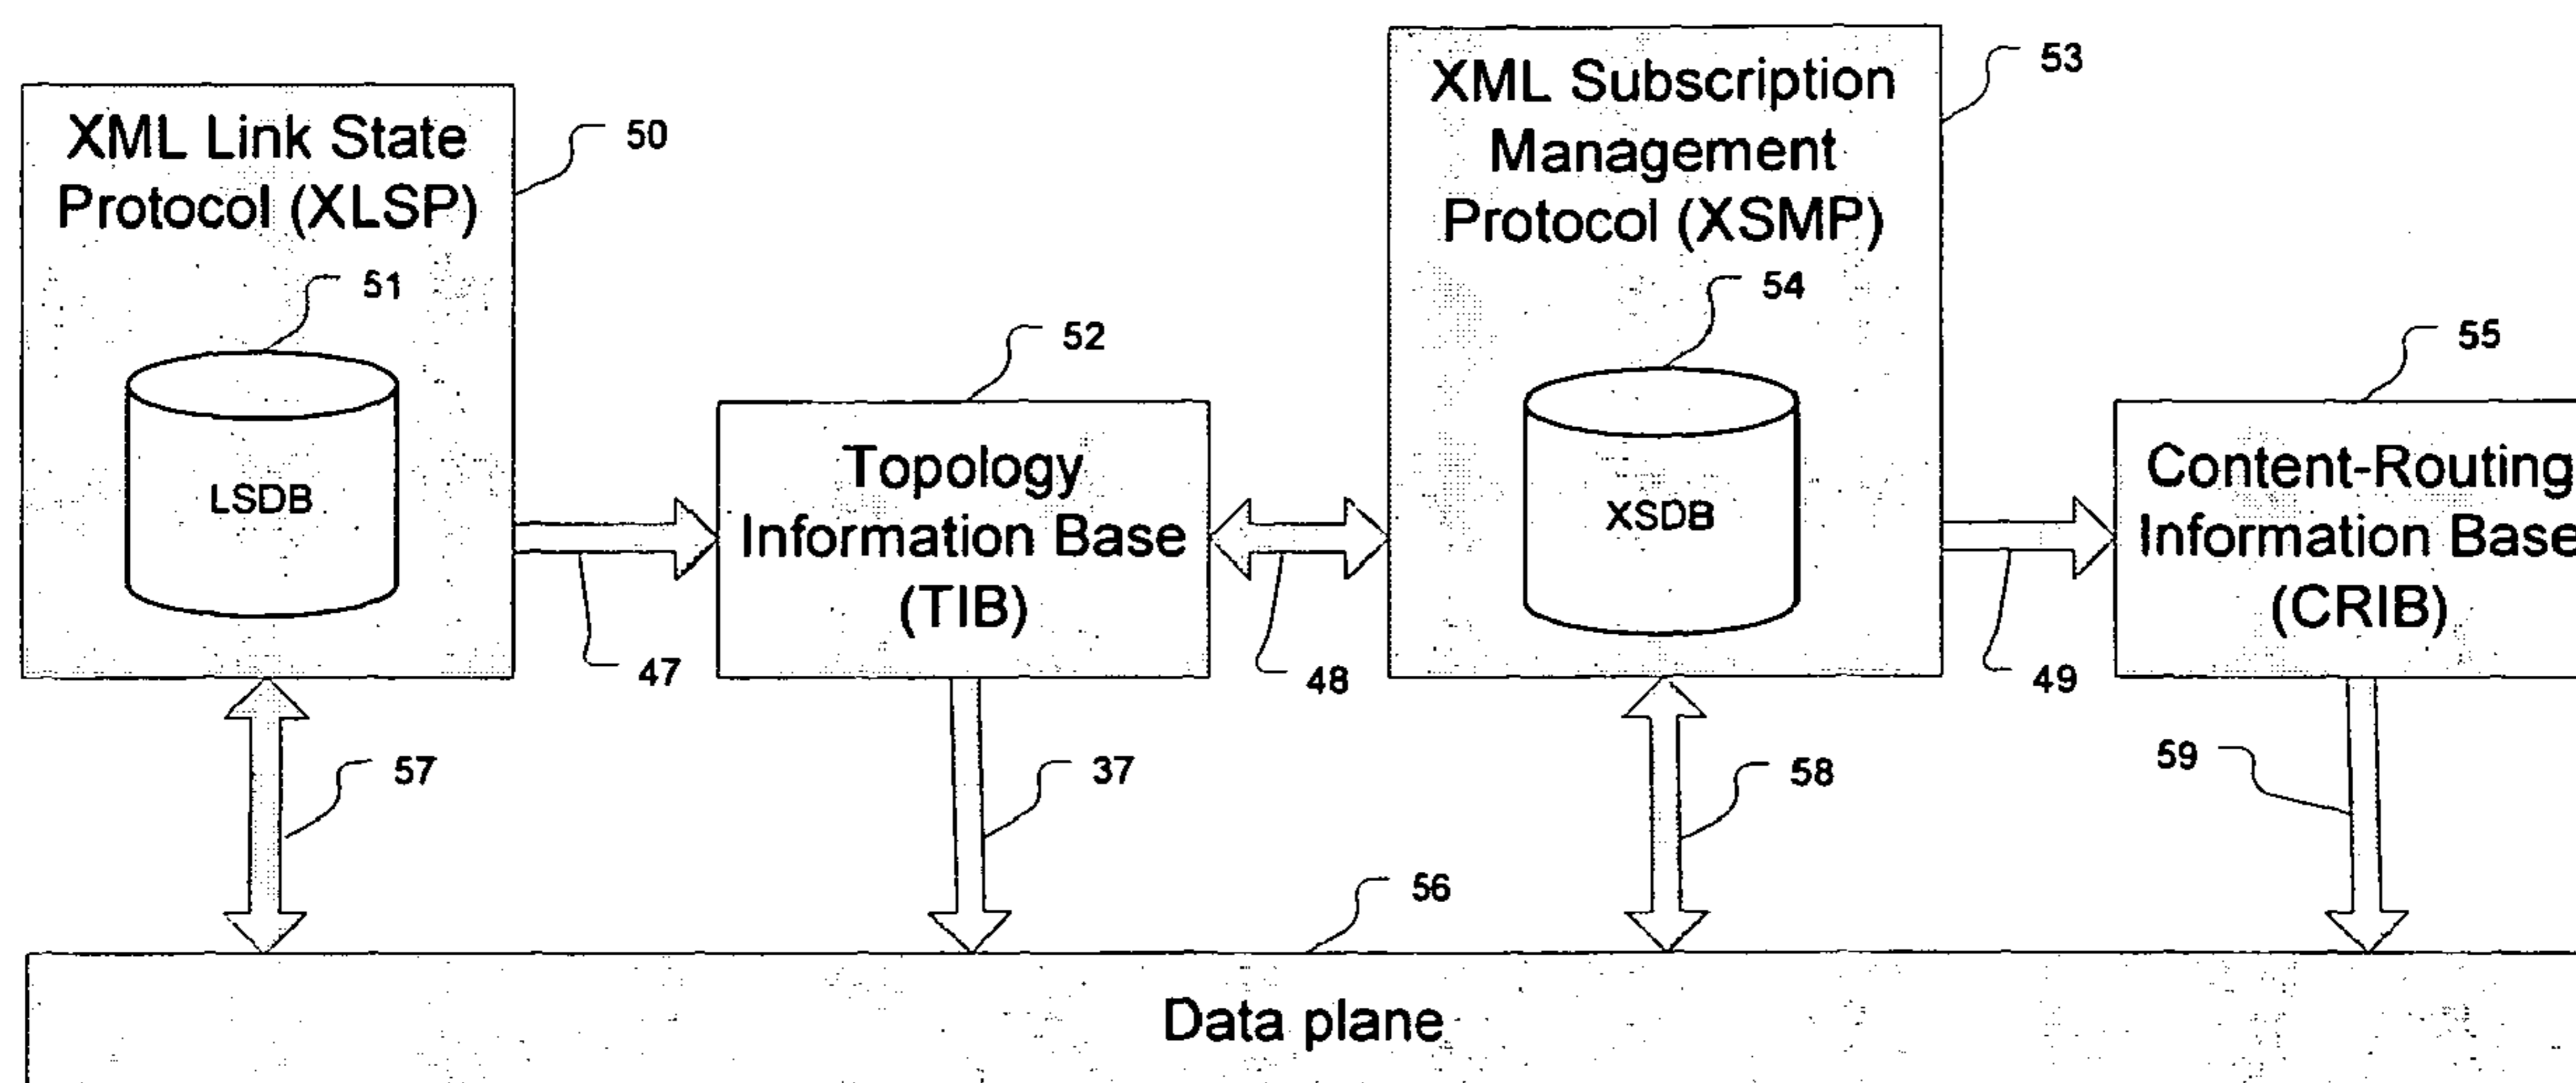 XML Link State
Protocol (XLSP)
50
51
LSDB
47
57
52
Topology
Information Base
(TIB)
48
37
XML Subscription
Management
Protocol (XSMP)
53
54
XSDB
49
58
55
Content-Routing
Information Base
(CRIB)
59
56
Data plane